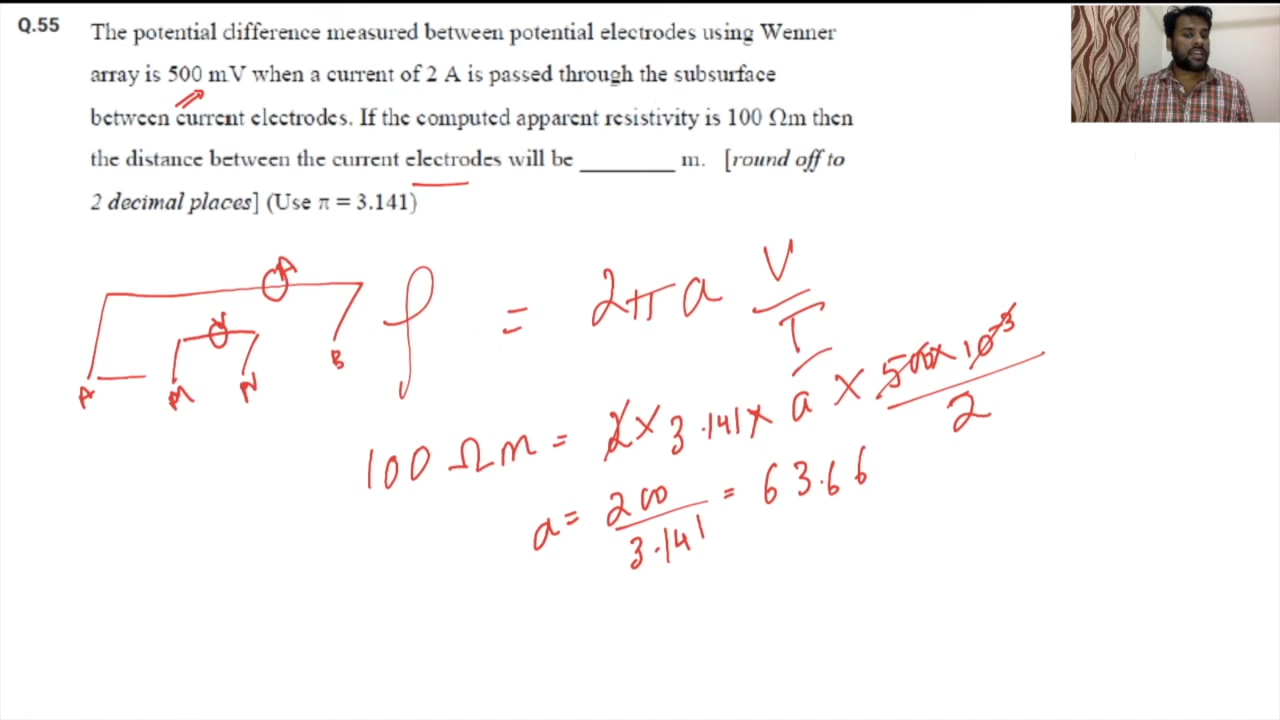 Q.55 The potential difference measured between potential electrodes using Wenner
array is 500 mV when a current of 2 A is passed through the subsurface
between current electrodes. If the computed apparent resistivity is 100 Ωm then
the distance between the current electrodes will be ________ m. [round off to
2 decimal places] (Use π = 3.141)
A
V
A M N B
ρ = 2πa V/I
100 Ωm = 2 × 3.141 × a × 500 × 10⁻³/2
a = 200/3.141 = 63.66